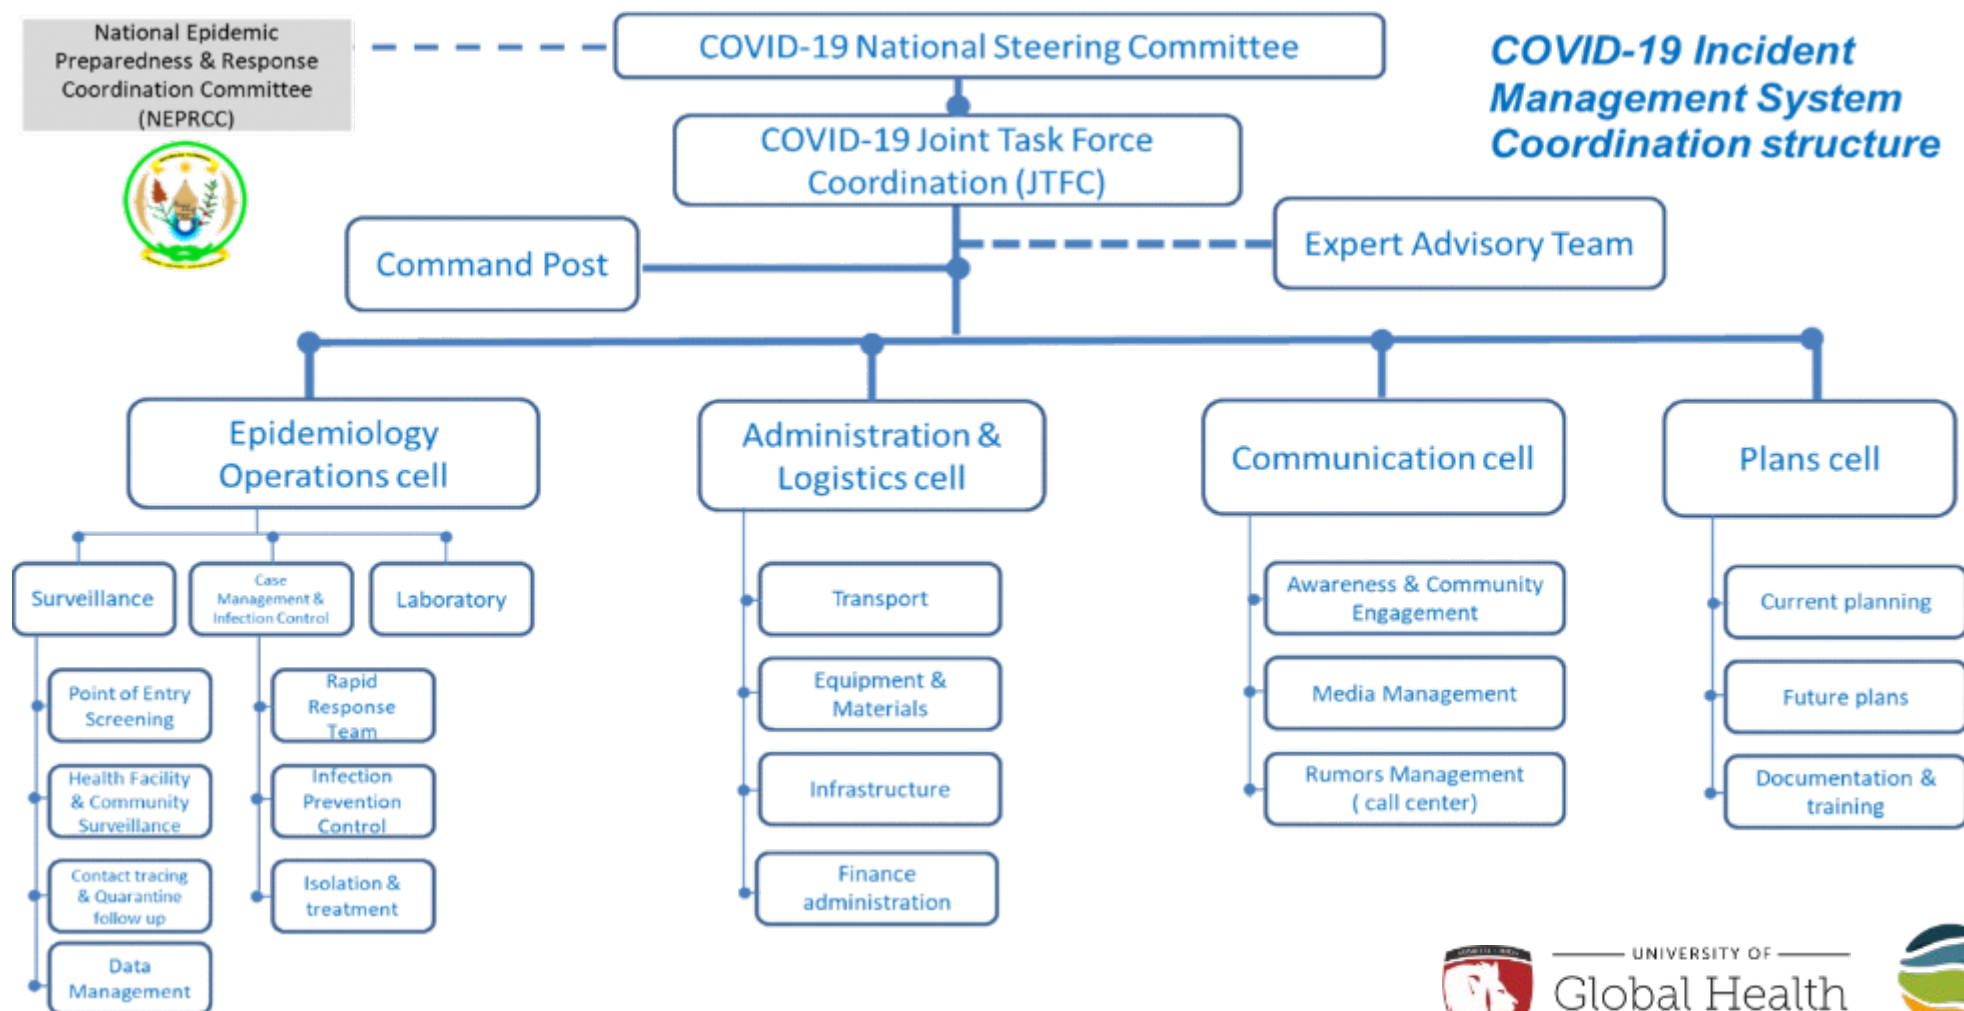 National Epidemic
Preparedness & Response
Coordination Committee
(NEPRCC)
COVID-19 National Steering Committee
COVID-19 Incident
Management System
Coordination structure
COVID-19 Joint Task Force
Coordination (JTFC)
Command Post
Expert Advisory Team
Epidemiology
Operations cell
Administration &
Logistics cell
Communication cell
Plans cell
Surveillance
Case
Management &
Infection Control
Laboratory
Point of Entry
Screening
Health Facility
& Community
Surveillance
Contact tracing
& Quarantine
follow up
Data
Management
Rapid
Response
Team
Infection
Prevention
Control
Isolation &
treatment
Transport
Equipment &
Materials
Infrastructure
Finance
administration
Awareness & Community
Engagement
Media Management
Rumors Management
( call center)
Current planning
Future plans
Documentation &
training
UNIVERSITY OF
Global Health